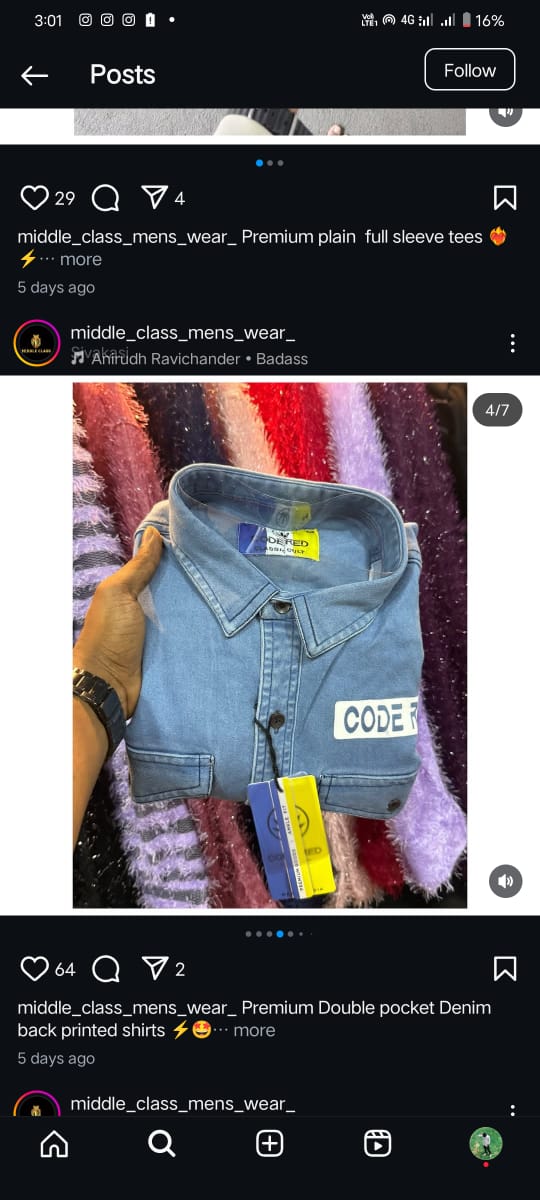 3:01 Vo) LTE1 4G 16%
Posts
Follow
29 4
middle_class_mens_wear_ Premium plain full sleeve tees ❤️‍🔥
⚡... more
5 days ago
middle_class_mens_wear_
Sivakasi
Anirudh Ravichander • Badass
MIDDLE CLASS
4/7
CODE RED
CODE R
64 2
middle_class_mens_wear_ Premium Double pocket Denim
back printed shirts ⚡🤩... more
5 days ago
middle_class_mens_wear_